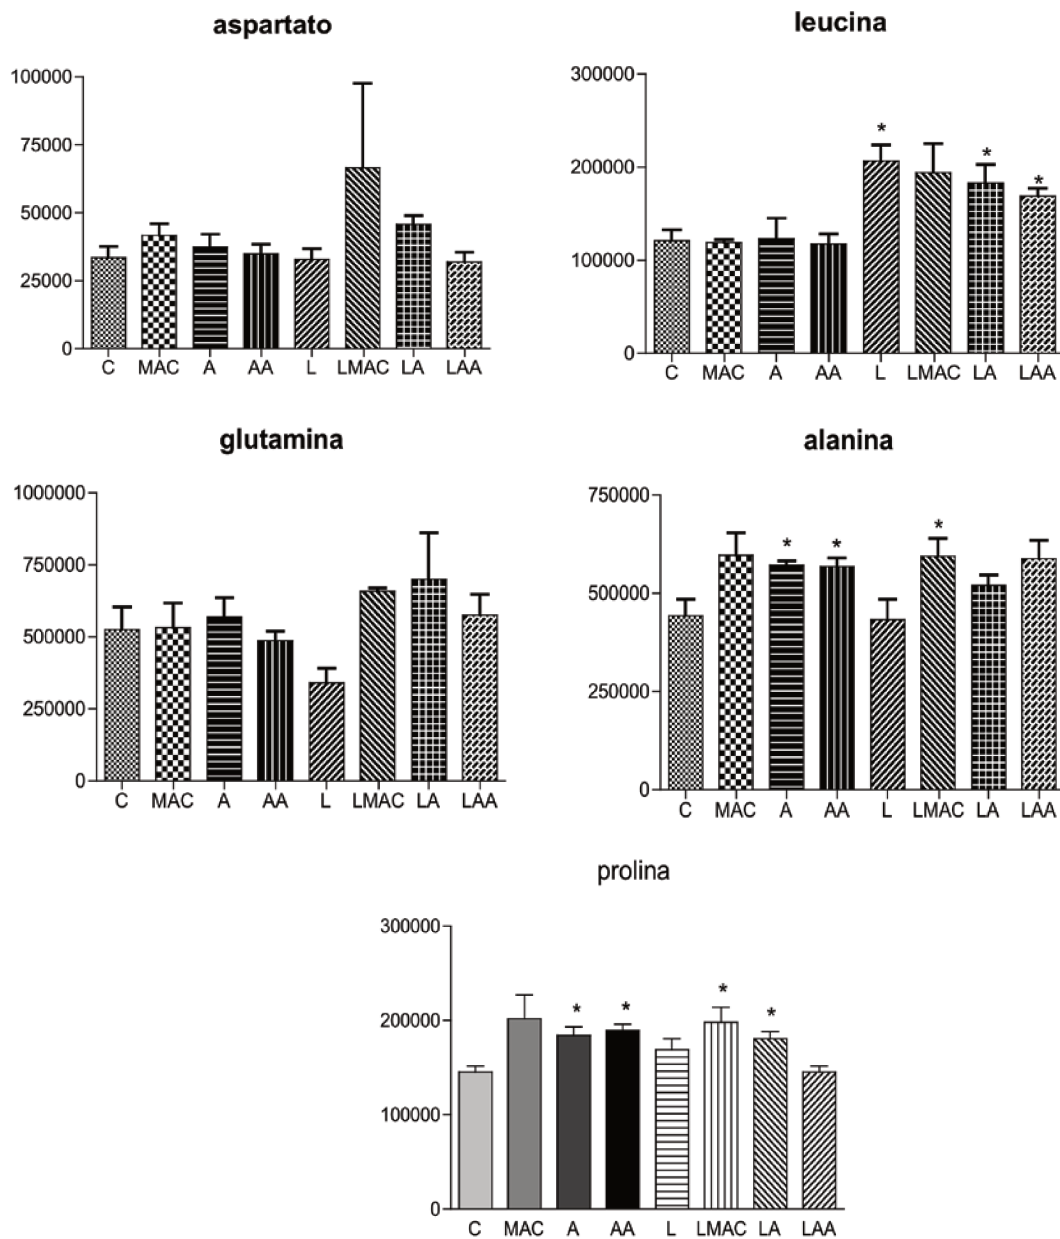 aspartato
100000
75000
50000
25000
0
C MAC A AA L LMAC LA LAA
leucina
300000
200000
100000
0
* * *
C MAC A AA L LMAC LA LAA
glutamina
1000000
750000
500000
250000
0
C MAC A AA L LMAC LA LAA
alanina
750000
500000
250000
0
* * *
C MAC A AA L LMAC LA LAA
prolina
300000
200000
100000
0
* * * *
C MAC A AA L LMAC LA LAA